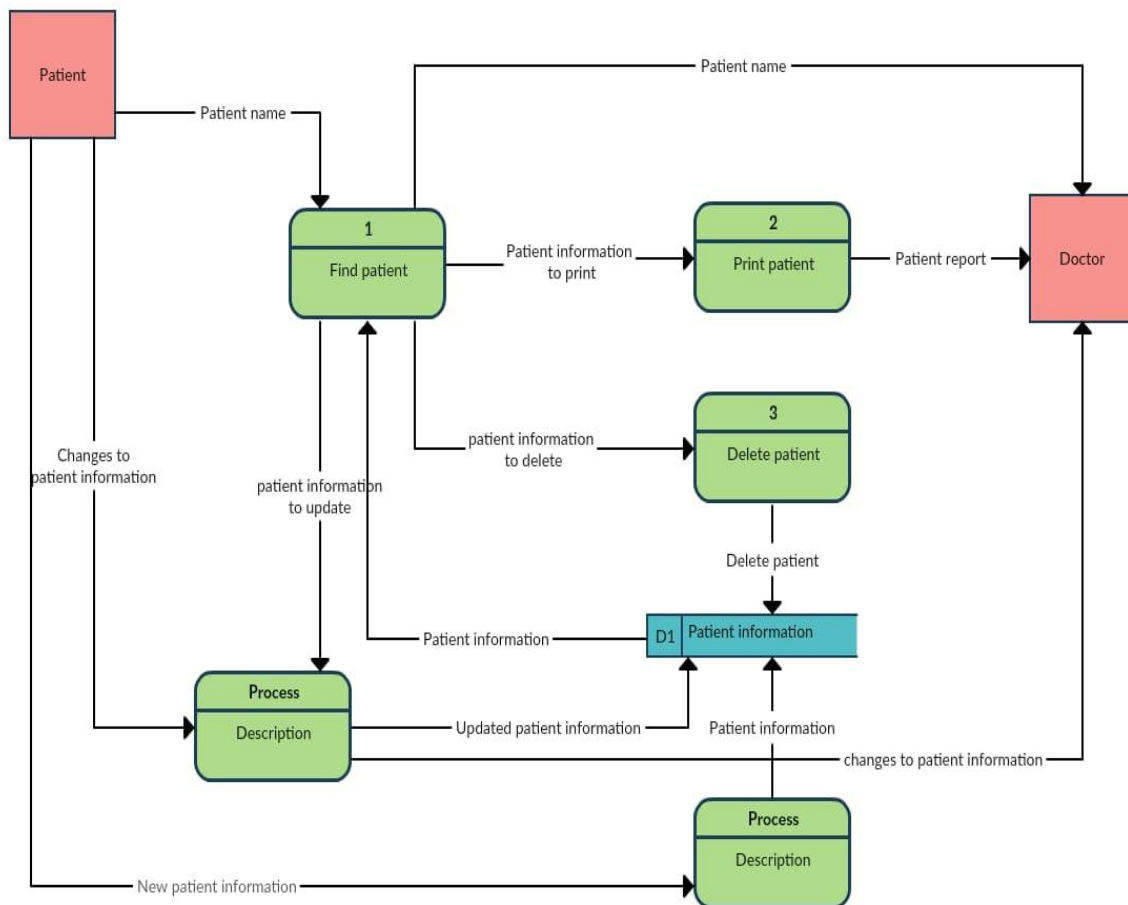 Patient
Patient name
Patient name
1
Find patient
Patient information
to print
2
Print patient
Patient report
Doctor
3
Delete patient
patient information
to delete
Changes to
patient information
patient information
to update
Delete patient
D1
Patient information
Patient information
Process
Description
Updated patient information
Patient information
changes to patient information
Process
Description
New patient information